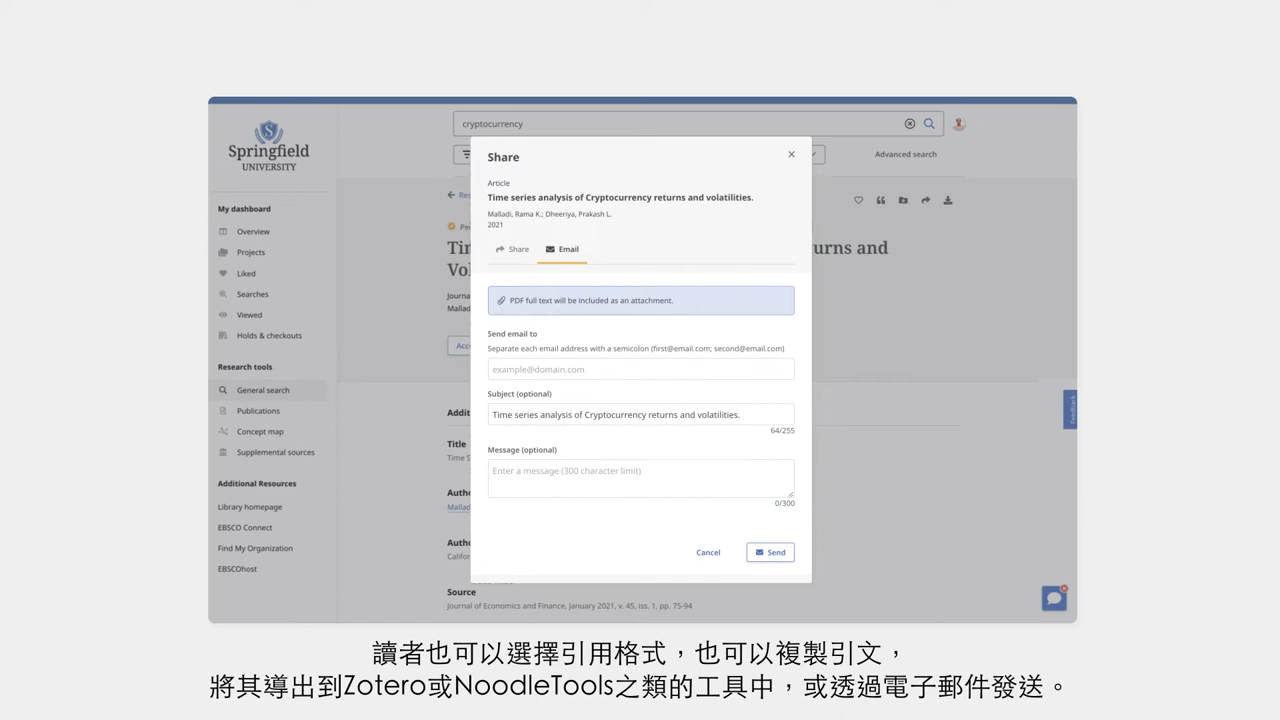 cryptocurrency
Springfield
UNIVERSITY
Advanced search
My dashboard
Overview
Projects
Liked
Searches
Viewed
Holds & checkouts
Research tools
General search
Publications
Concept map
Supplemental sources
Additional Resources
Library homepage
EBSCO Connect
Find My Organization
EBSCOhost
Share
Article
Time series analysis of Cryptocurrency returns and volatilities.
Malladi, Rama K.; Dheeriya, Prakash L.
2021
Share Email
PDF full text will be included as an attachment.
Send email to
Separate each email address with a semicolon (first@email.com; second@email.com)
example@domain.com
Subject (optional)
Time series analysis of Cryptocurrency returns and volatilities.
64/255
Message (optional)
Enter a message (300 character limit)
0/300
Cancel Send
urns and
Title
Source
Journal of Economics and Finance, January 2021, v. 45, iss. 1, pp. 75-94
Feedback
讀者也可以選擇引用格式，也可以複製引文，
將其導出到Zotero或NoodleTools之類的工具中，或透過電子郵件發送。